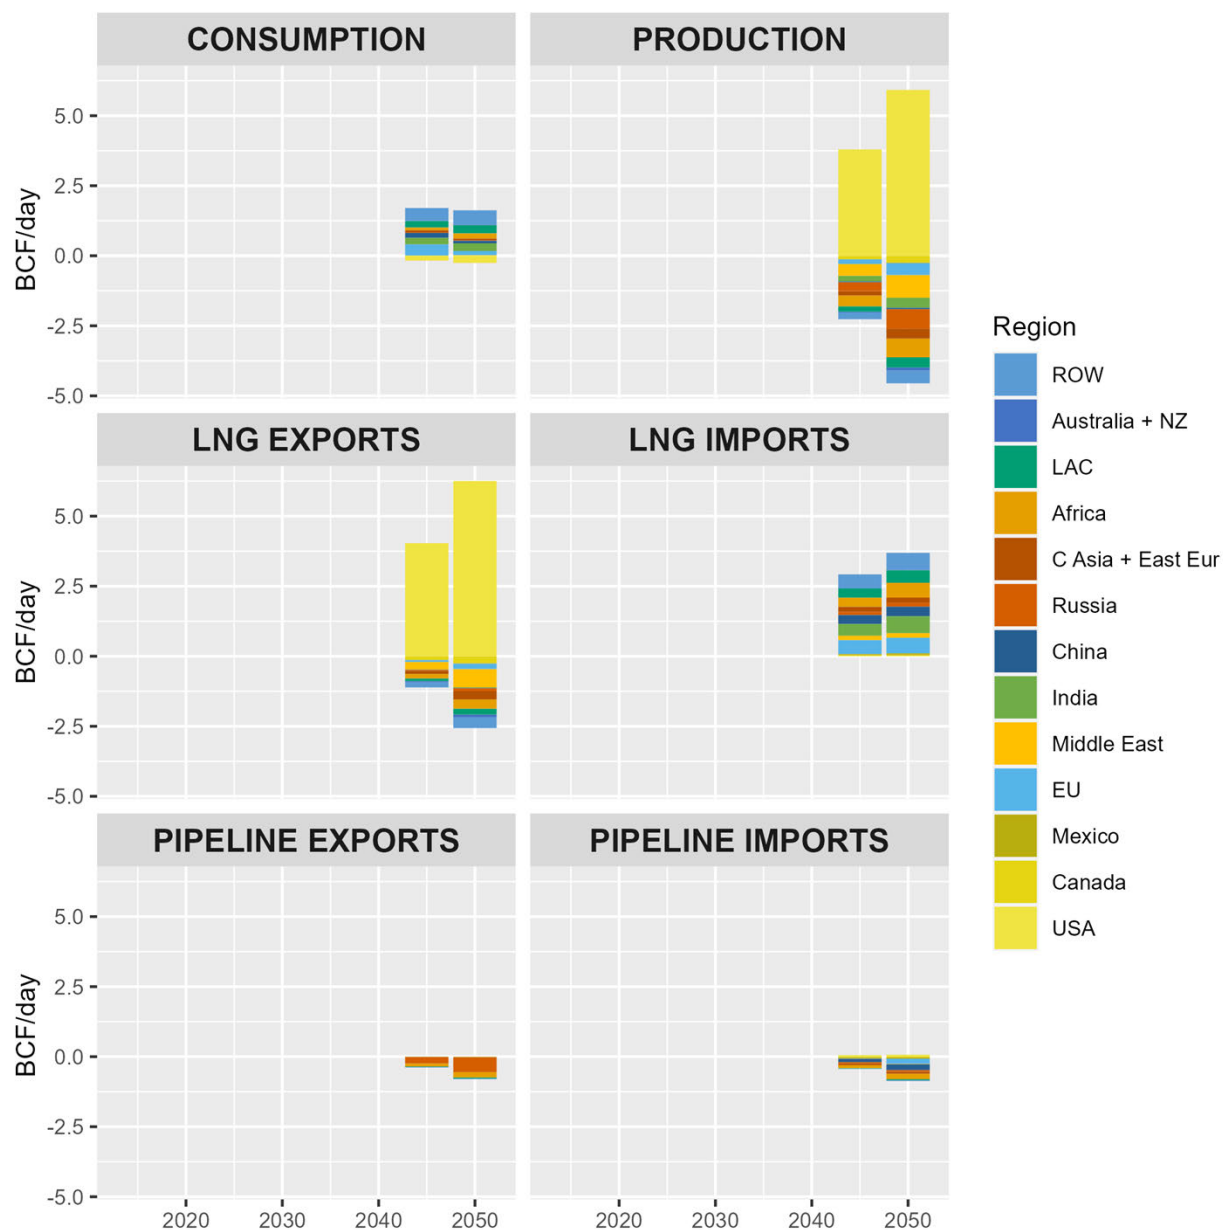 CONSUMPTION
PRODUCTION
5.0
2.5
0.0
-2.5
-5.0
BCF/day
LNG EXPORTS
LNG IMPORTS
5.0
2.5
0.0
-2.5
-5.0
BCF/day
PIPELINE EXPORTS
PIPELINE IMPORTS
5.0
2.5
0.0
-2.5
-5.0
BCF/day
2020 2030 2040 2050
2020 2030 2040 2050
Region
ROW
Australia + NZ
LAC
Africa
C Asia + East Eur
Russia
China
India
Middle East
EU
Mexico
Canada
USA